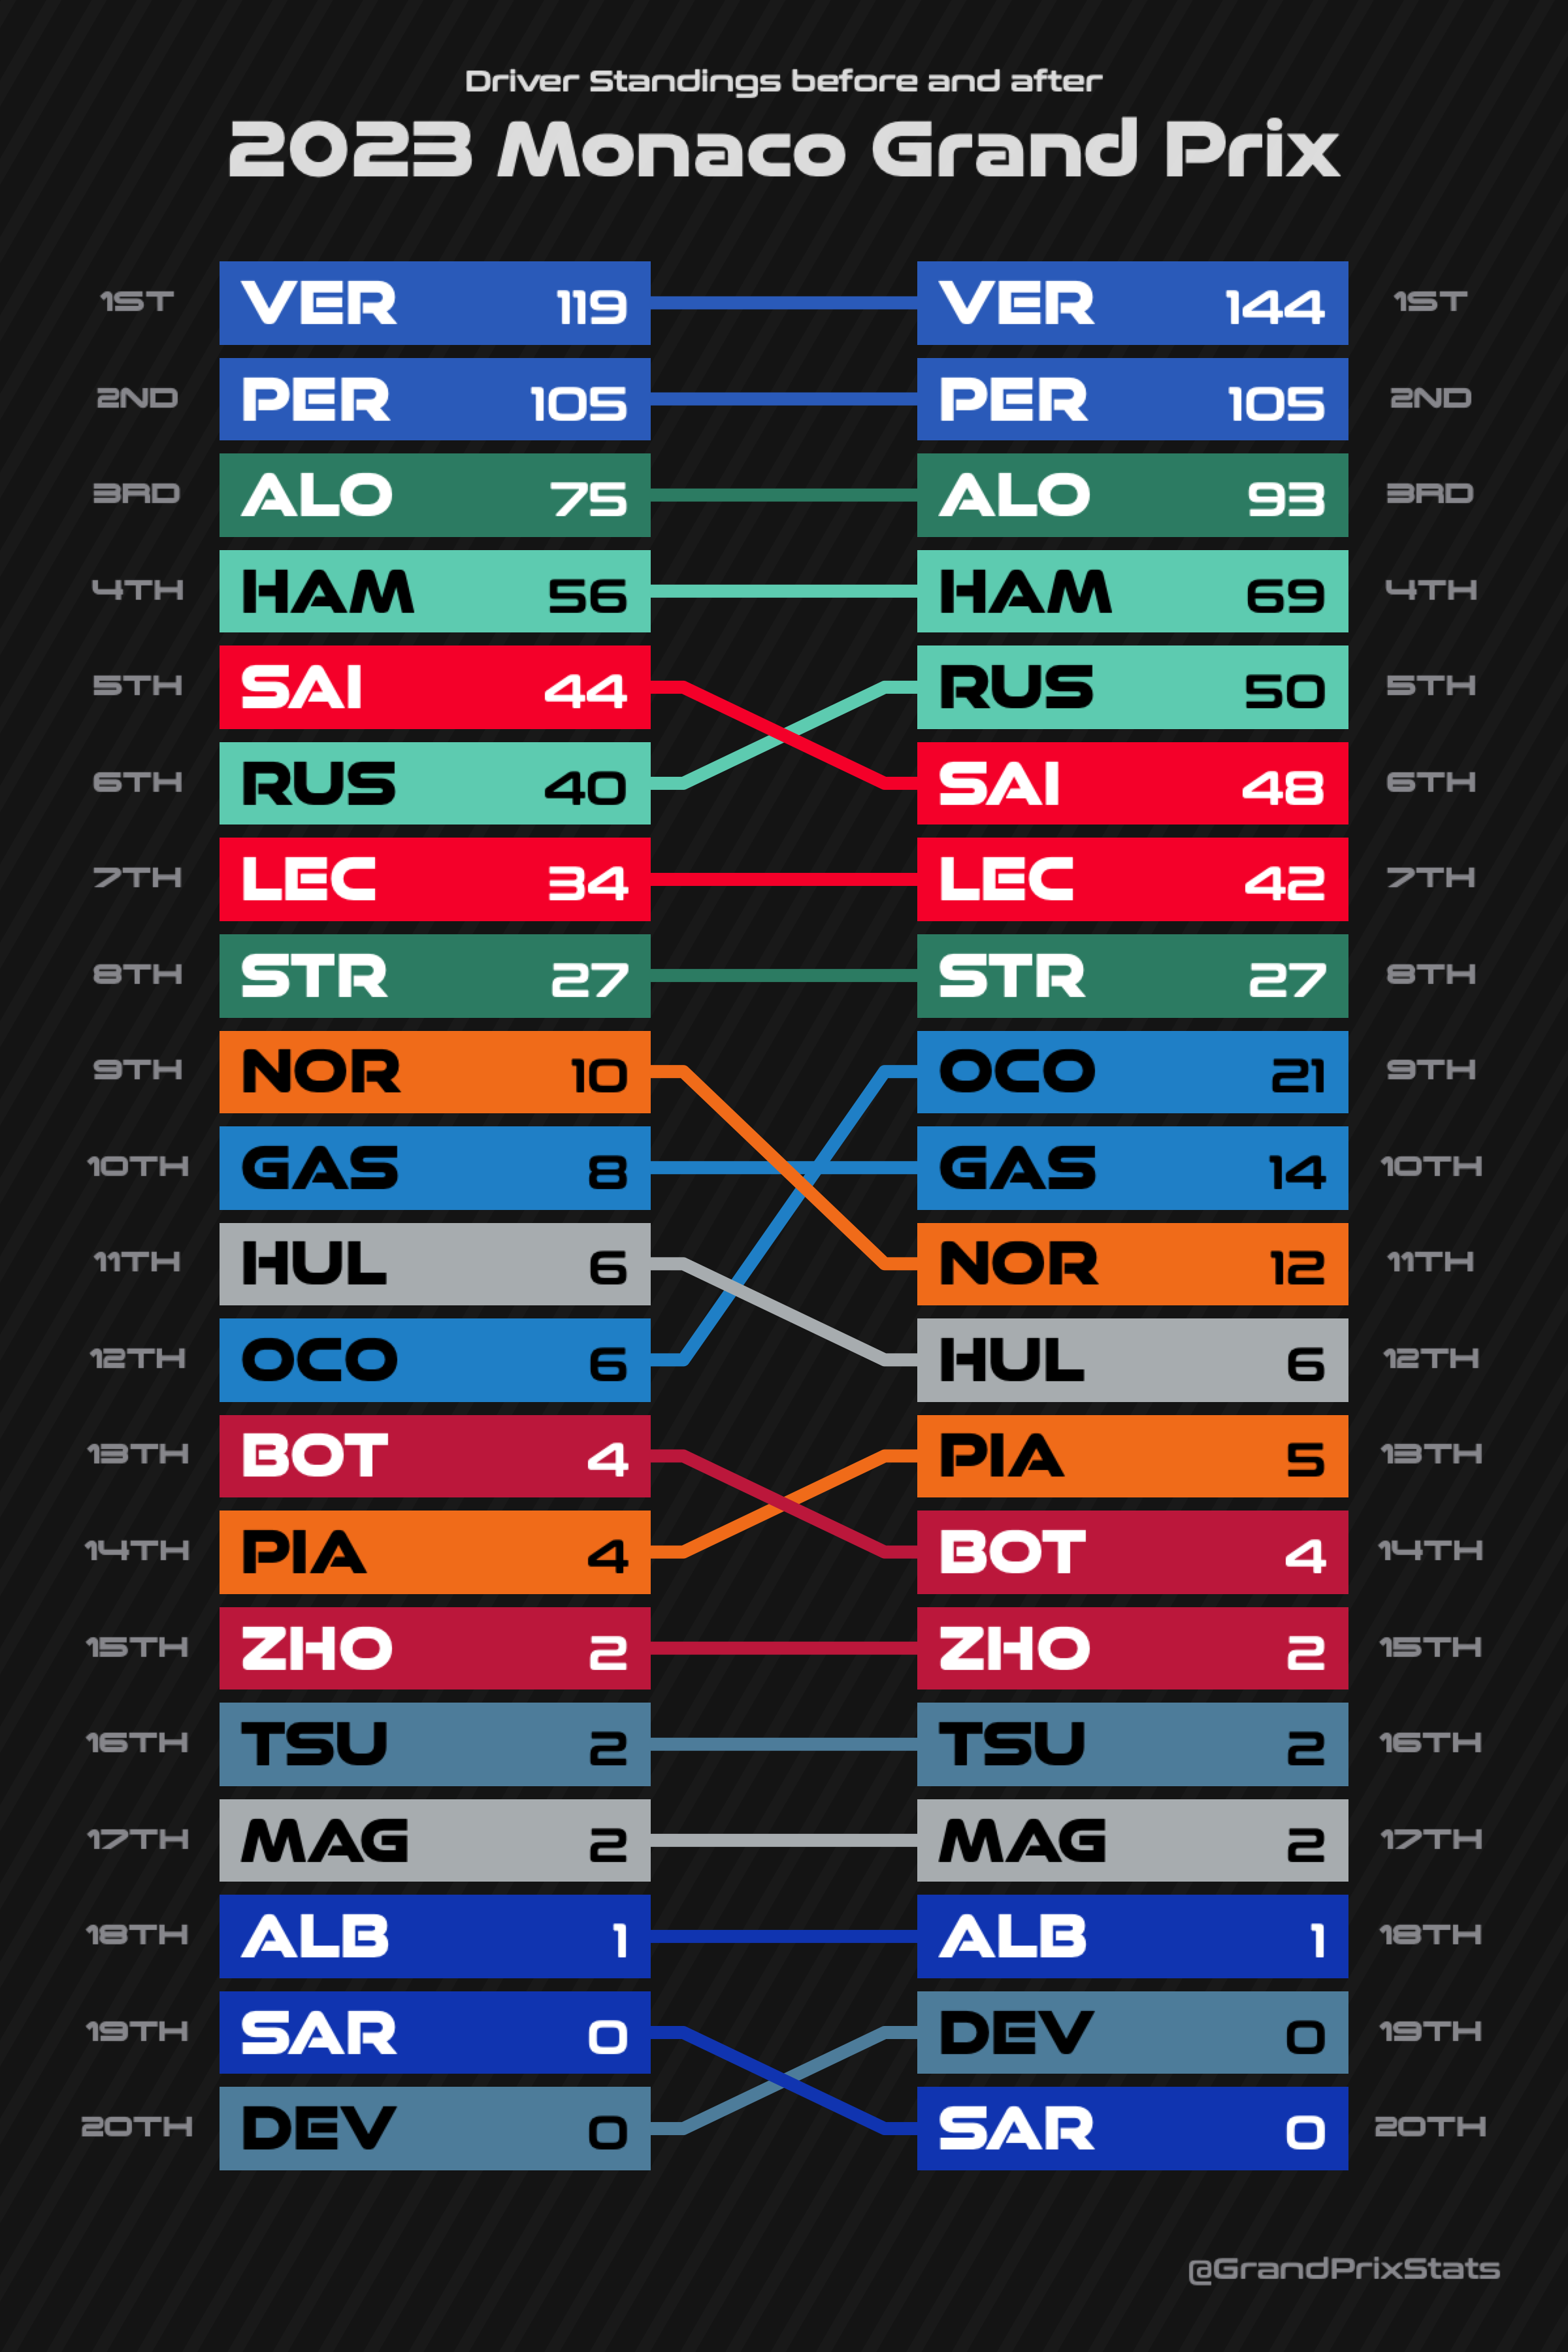 Driver Standings before and after
2023 Monaco Grand Prix
1ST VER 119 VER 144 1ST
2ND PER 105 PER 105 2ND
3RD ALO 75 ALO 93 3RD
4TH HAM 56 HAM 69 4TH
5TH SAI 44 RUS 50 5TH
6TH RUS 40 SAI 48 6TH
7TH LEC 34 LEC 42 7TH
8TH STR 27 STR 27 8TH
9TH NOR 10 OCO 21 9TH
10TH GAS 8 GAS 14 10TH
11TH HUL 6 NOR 12 11TH
12TH OCO 6 HUL 6 12TH
13TH BOT 4 PIA 5 13TH
14TH PIA 4 BOT 4 14TH
15TH ZHO 2 ZHO 2 15TH
16TH TSU 2 TSU 2 16TH
17TH MAG 2 MAG 2 17TH
18TH ALB 1 ALB 1 18TH
19TH SAR 0 DEV 0 19TH
20TH DEV 0 SAR 0 20TH
@GrandPrixStats